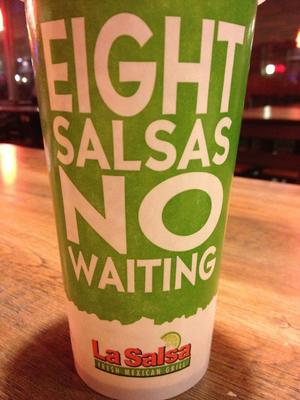 EIGHT
SALSAS
NO
WAITING
La Salsa
FRESH MEXICAN GRILL